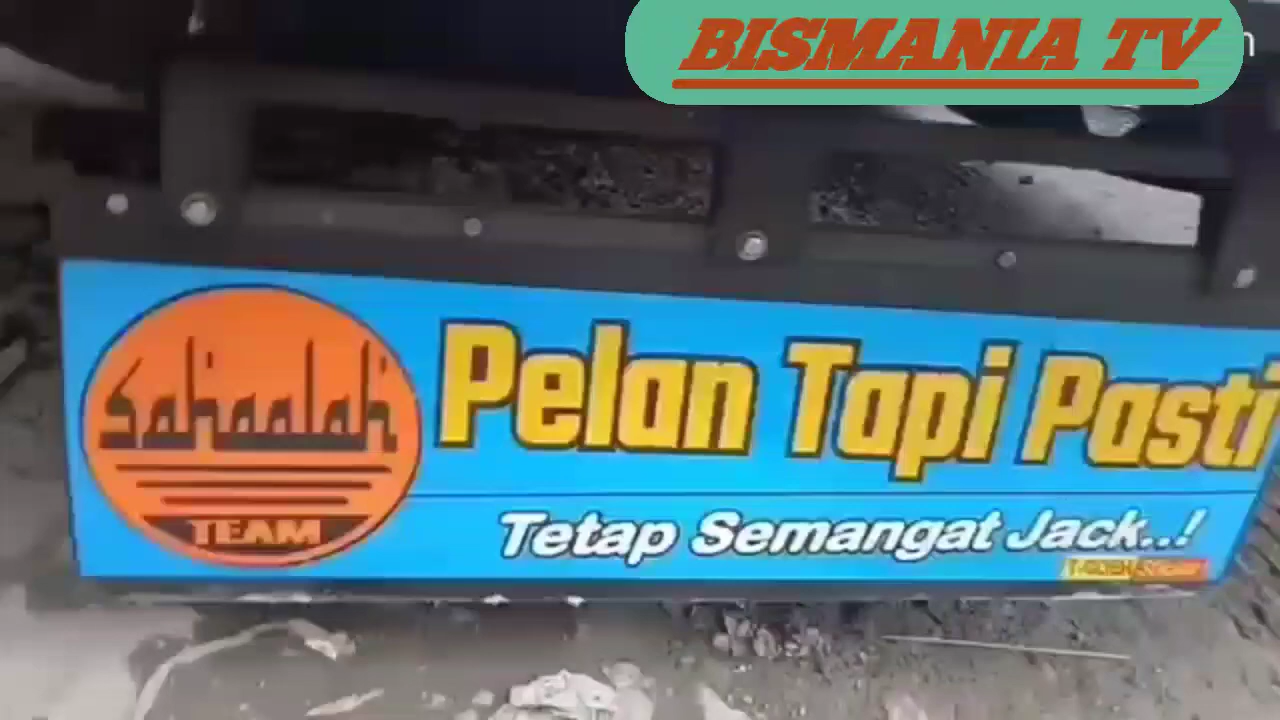 BISMANIA TV
Sahaalah
TEAM
Pelan Tapi Pasti
Tetap Semangat Jack..!